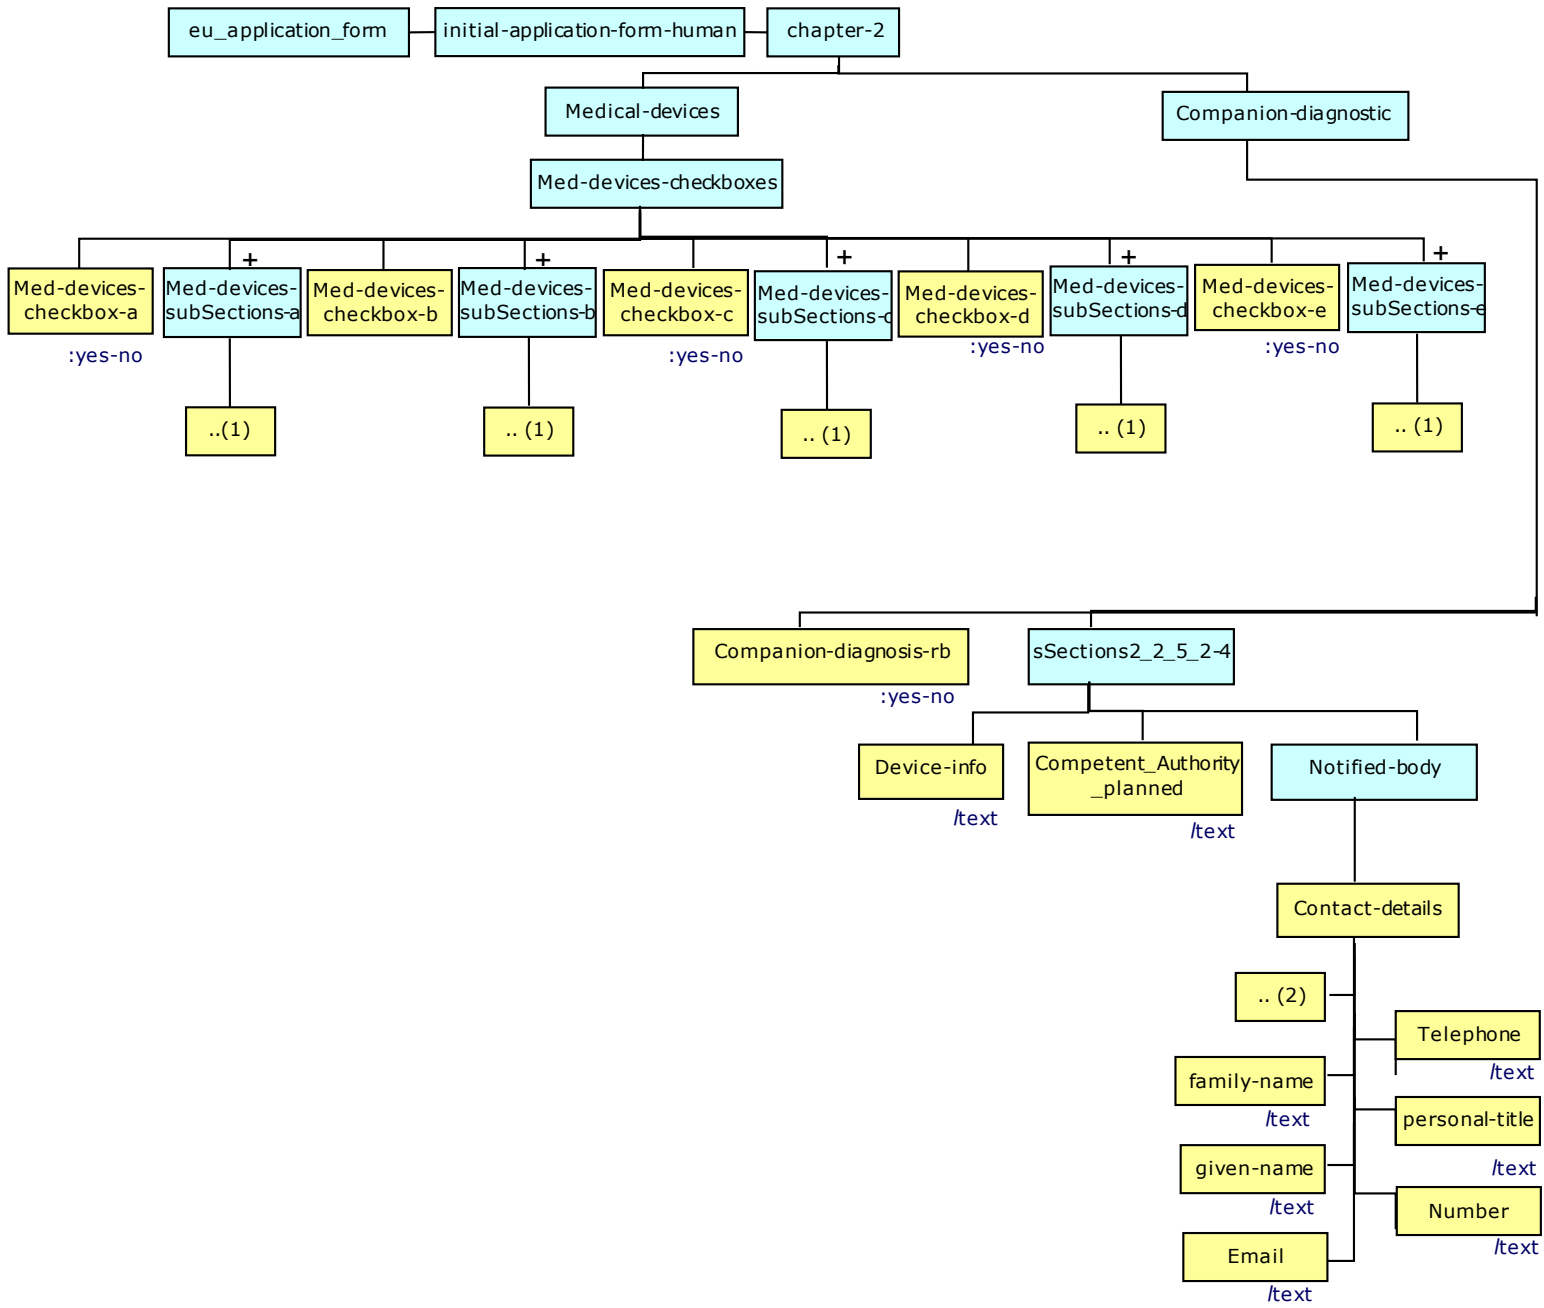 eu_application_form
initial-application-form-human
chapter-2
Medical-devices
Companion-diagnostic
Med-devices-checkboxes
+
+
+
+
+
Med-devices-
checkbox-a
Med-devices-
subSections-a
Med-devices-
checkbox-b
Med-devices-
subSections-b
Med-devices-
checkbox-c
Med-devices-
subSections-c
Med-devices-
checkbox-d
Med-devices-
subSections-d
Med-devices-
checkbox-e
Med-devices-
subSections-e
:yes-no
:yes-no
:yes-no
:yes-no
..(1)
.. (1)
.. (1)
.. (1)
.. (1)
Companion-diagnosis-rb
:yes-no
sSections2_2_5_2-4
Device-info
/text
Competent_Authority
_planned
/text
Notified-body
Contact-details
.. (2)
Telephone
/text
family-name
/text
personal-title
/text
given-name
/text
Number
/text
Email
/text